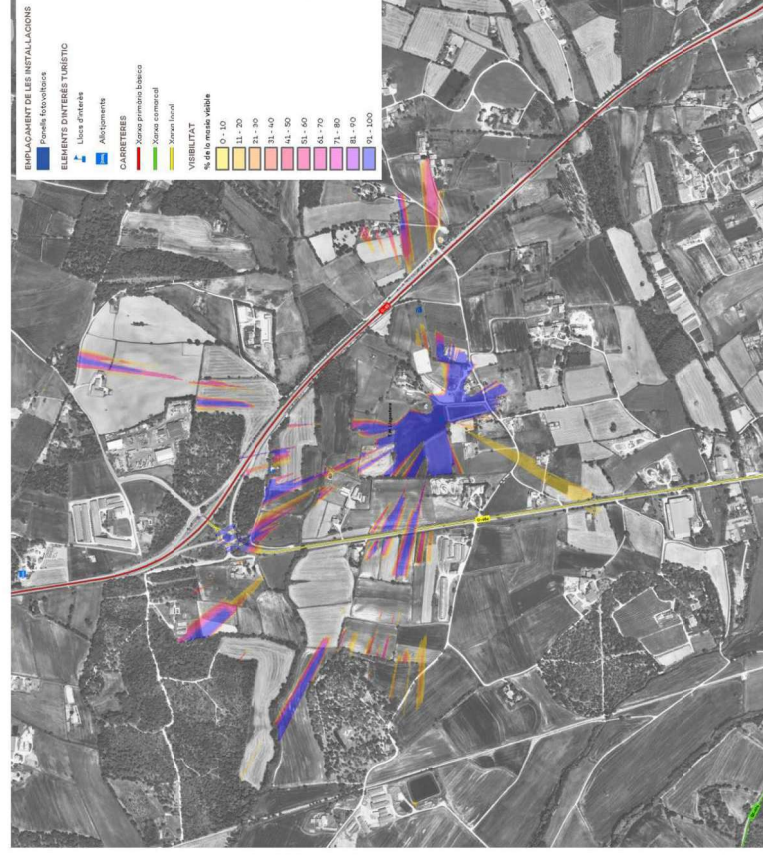 EMPLAÇAMENT DE LES INSTAL·LACIONS
Panells fotovoltaics
ELEMENTS D'INTERÈS TURÍSTIC
Llocs d'interès
Allotjaments
CARRETERES
Xarxa primària bàsica
Xarxa comarcal
Xarxa local
VISIBILITAT
% de la masia visible
0 - 10
11 - 20
21 - 30
31 - 40
41 - 50
51 - 60
61 - 70
71 - 80
81 - 90
91 - 100